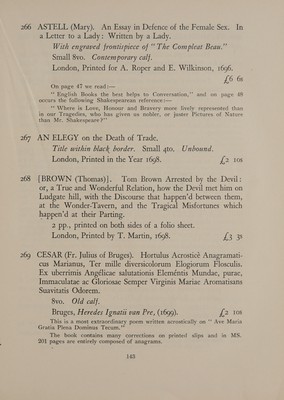 266 ASTELL (Mary). An Essay in Defence of the Female Sex. In
a Letter to a Lady: Written by a Lady.
With engraved frontispiece of "The Compleat Beau."
Small 8vo. Contemporary calf.
London, Printed for A. Roper and E. Wilkinson, 1696.
£6 6s
On page 47 we read:—
"English Books the best helps to Conversation," and on page 48
occurs the following Shakespearean reference:—
"Where is Love, Honour and Bravery more lively represented than
in our Tragedies, who has given us nobler, or juster Pictures of Nature
than Mr. Shakespeare?"
267 AN ELEGY on the Death of Trade.
Title within black border. Small 4to. Unbound.
London, Printed in the Year 1698. £2 10s
268 [BROWN (Thomas)]. Tom Brown Arrested by the Devil:
or, a True and Wonderful Relation, how the Devil met him on
Ludgate hill, with the Discourse that happen'd between them,
at the Wonder-Tavern, and the Tragical Misfortunes which
happen'd at their Parting.
2 pp., printed on both sides of a folio sheet.
London, Printed by T. Martin, 1698. £3 3s
269 CESAR (Fr. Julius of Bruges). Hortulus Acrosticè Anagramati-
cus Marianus, Ter mille diversicolorum Elogiorum Flosculis.
Ex uberrimis Angélicae salutationis Eleméntis Mundae, purae,
Immaculatae ac Gloriosae Semper Virginis Mariae Aromatisans
Suavitatis Odorem.
8vo. Old calf.
Bruges, Heredes Ignatii van Pre, (1699). £2 10s
This is a most extraordinary poem written acrostically on "Ave Maria
Gratia Plena Dominus Tecum."
The book contains many corrections on printed slips and in MS.
201 pages are entirely composed of anagrams.
143